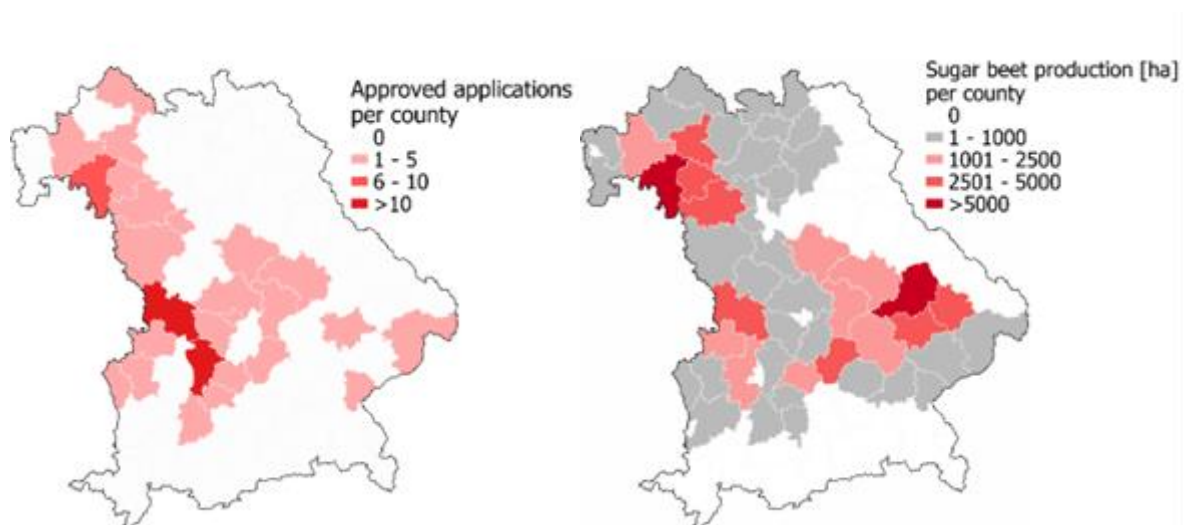 Approved applications
per county
0
1 - 5
6 - 10
>10
Sugar beet production [ha]
per county
0
1 - 1000
1001 - 2500
2501 - 5000
>5000